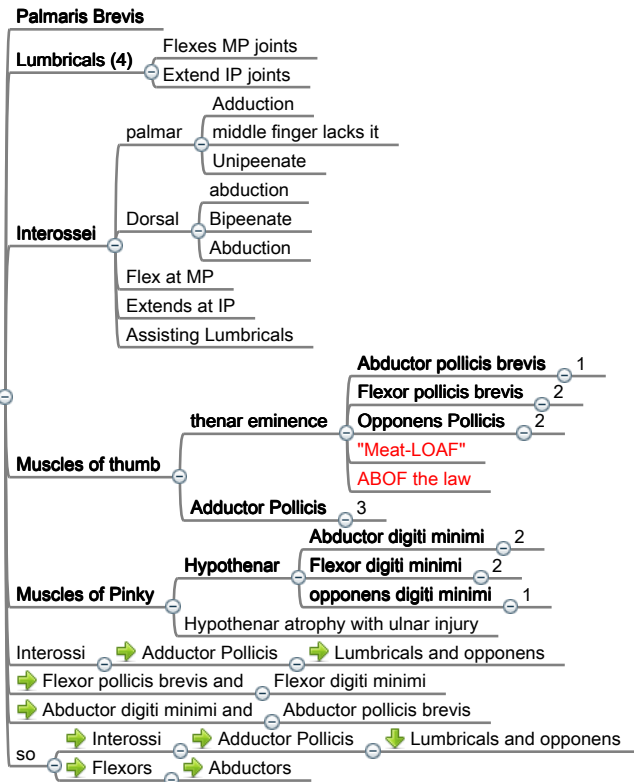 Palmaris Brevis
Lumbricals (4)
Flexes MP joints
Extend IP joints
Interossei
palmar
Adduction
middle finger lacks it
Unipeenate
Dorsal
abduction
Bipeenate
Abduction
Flex at MP
Extends at IP
Assisting Lumbricals
Muscles of thumb
thenar eminence
Abductor pollicis brevis 1
Flexor pollicis brevis 2
Opponens Pollicis 2
"Meat-LOAF"
ABOF the law
Adductor Pollicis 3
Muscles of Pinky
Hypothenar
Abductor digiti minimi 2
Flexor digiti minimi 2
opponens digiti minimi 1
Hypothenar atrophy with ulnar injury
Interossi Adductor Pollicis Lumbricals and opponens
Flexor pollicis brevis and Flexor digiti minimi
Abductor digiti minimi and Abductor pollicis brevis
so
Interossi Adductor Pollicis Lumbricals and opponens
Flexors Abductors